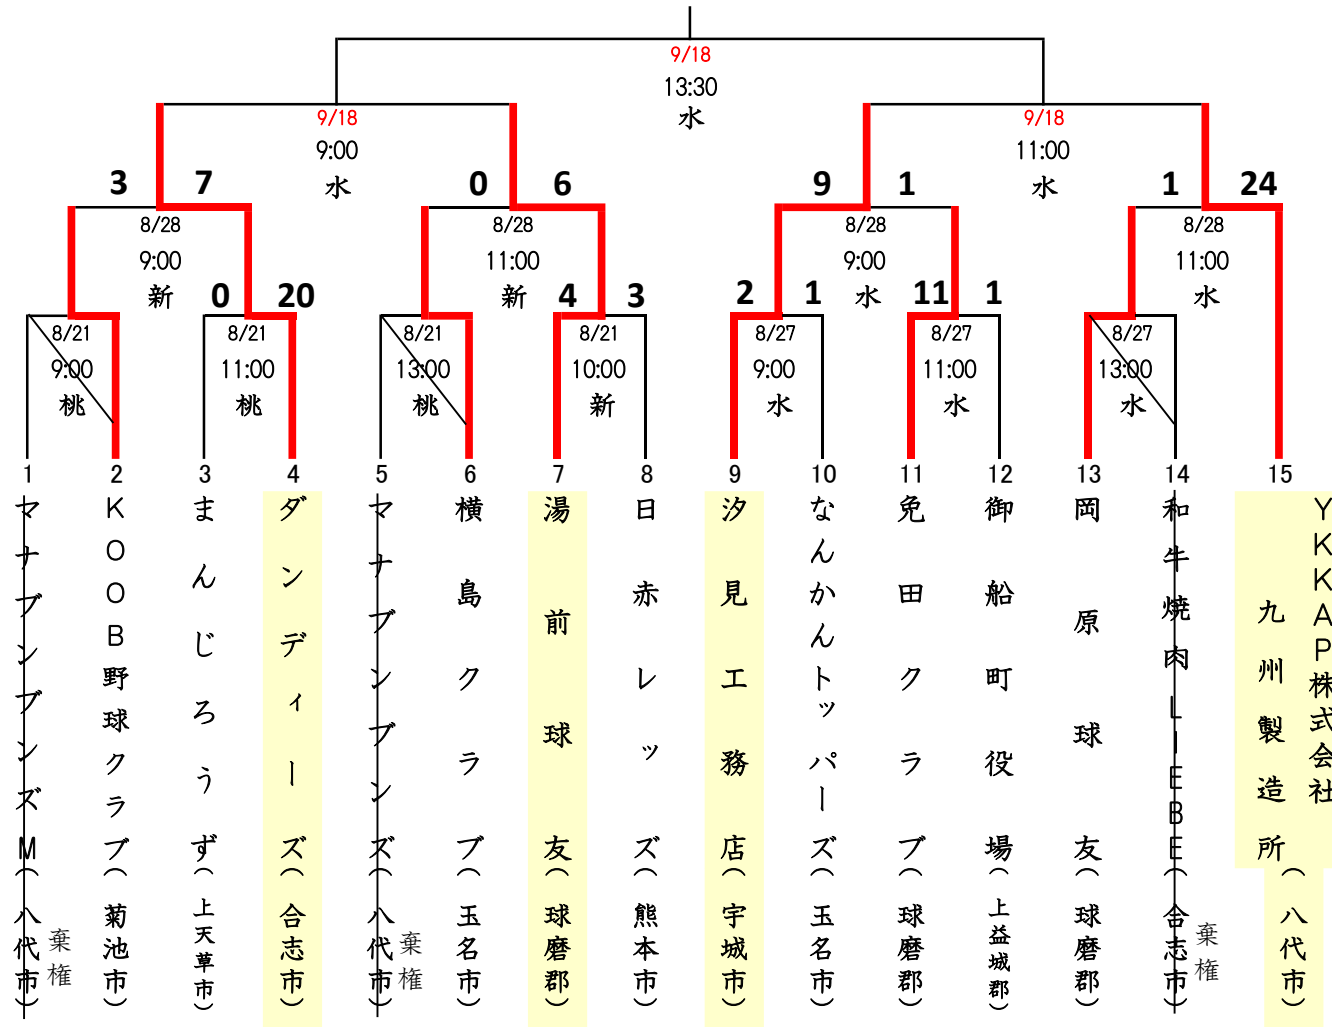 9/18
13:30
水
9/18
9:00
水
9/18
11:00
水
3
7
0
6
9
1
1
24
8/28
9:00
新
8/28
11:00
新
8/28
9:00
水
8/28
11:00
水
0
20
4
3
2
1
11
1
8/21
9:00
桃
8/21
11:00
桃
8/21
13:00
桃
8/21
10:00
新
8/27
9:00
水
8/27
11:00
水
8/27
13:00
水
1
2
3
4
5
6
7
8
9
10
11
12
13
14
15
マナブンブンズM(八代市)
棄権
KOOB野球クラブ(菊池市)
まんじろうず(上天草市)
ダンディーズ(合志市)
マナブンブンズ(八代市)
棄権
横島クラブ(玉名市)
湯前球友(球磨郡)
日赤レッズ(熊本市)
汐見工務店(宇城市)
なんかんトッパーズ(玉名市)
免田クラブ(球磨郡)
御船町役場(上益城郡)
岡原球友(球磨郡)
和牛焼肉LIEBE(合志市)
棄権
YKKAP株式会社
九州製造所(八代市)